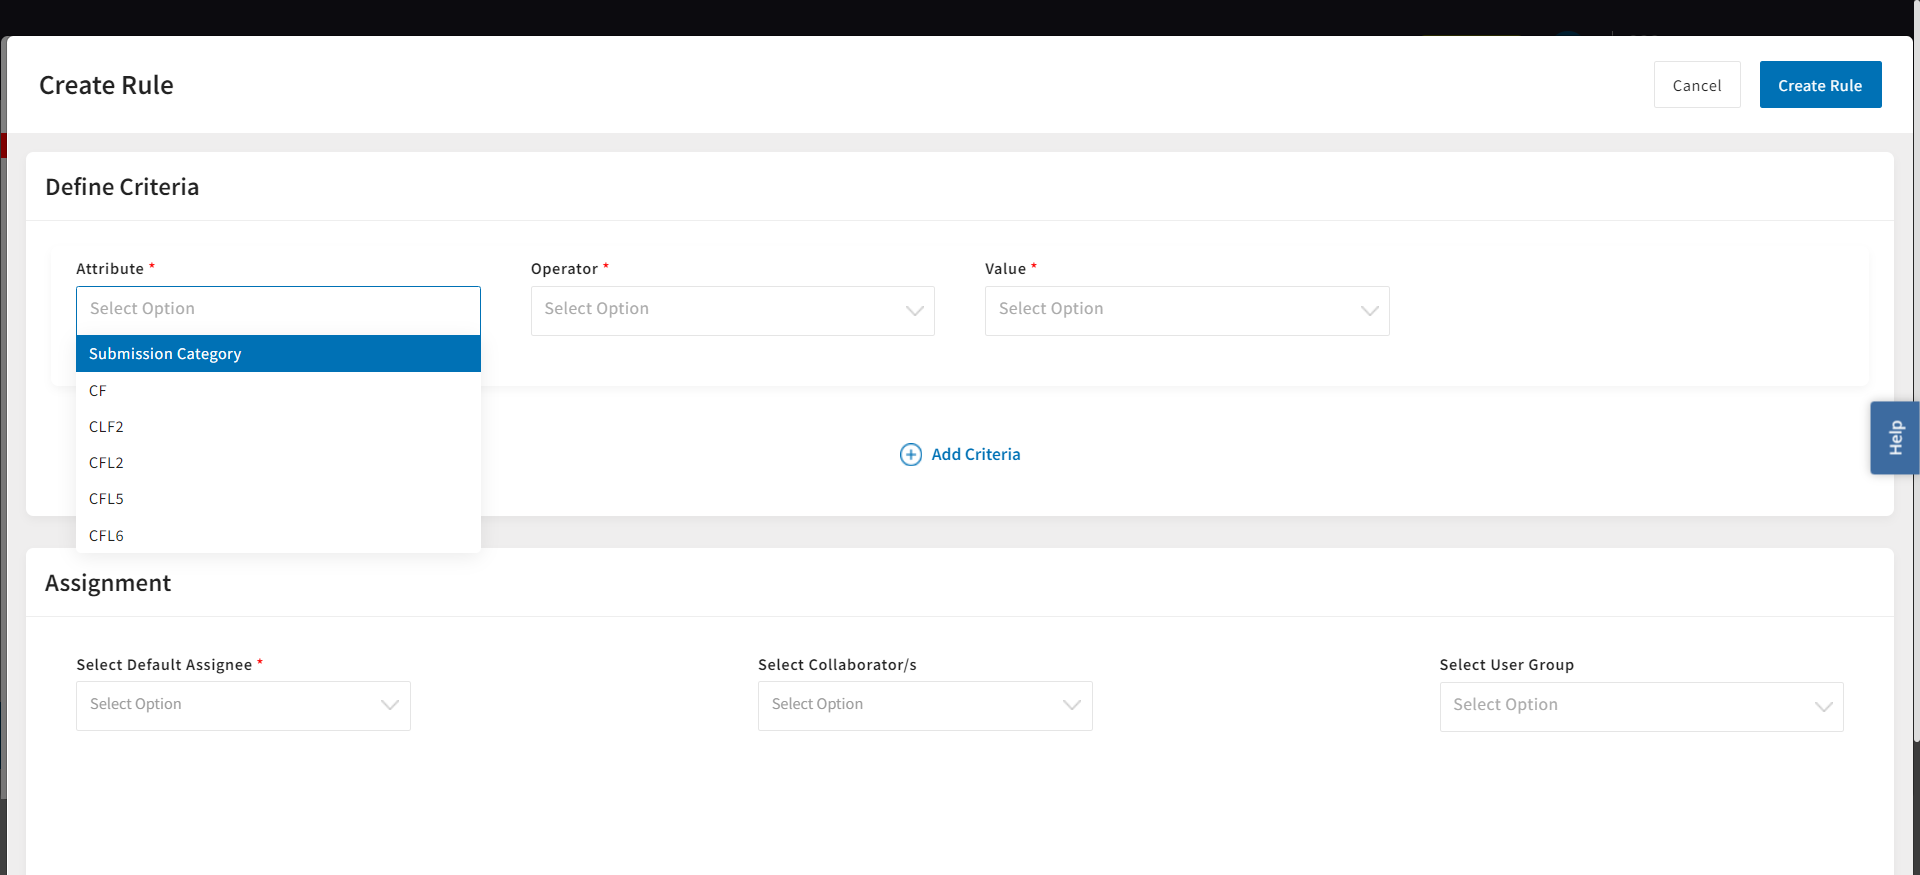 Create Rule
Cancel
Create Rule
Define Criteria
Attribute *
Operator *
Value *
Select Option
Select Option
Select Option
Submission Category
CF
CLF2
CFL2
CFL5
CFL6
Add Criteria
Help
Assignment
Select Default Assignee *
Select Collaborator/s
Select User Group
Select Option
Select Option
Select Option